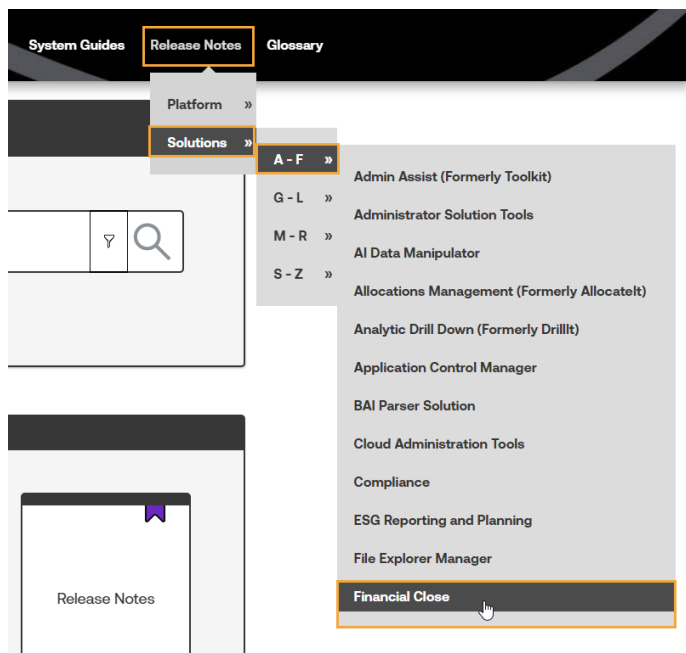 System Guides Release Notes Glossary
Platform »
Solutions »
A - F »
G - L »
M - R »
S - Z »
Admin Assist (Formerly Toolkit)
Administrator Solution Tools
AI Data Manipulator
Allocations Management (Formerly AllocateIt)
Analytic Drill Down (Formerly DrillIt)
Application Control Manager
BAI Parser Solution
Cloud Administration Tools
Compliance
ESG Reporting and Planning
File Explorer Manager
Financial Close
Release Notes